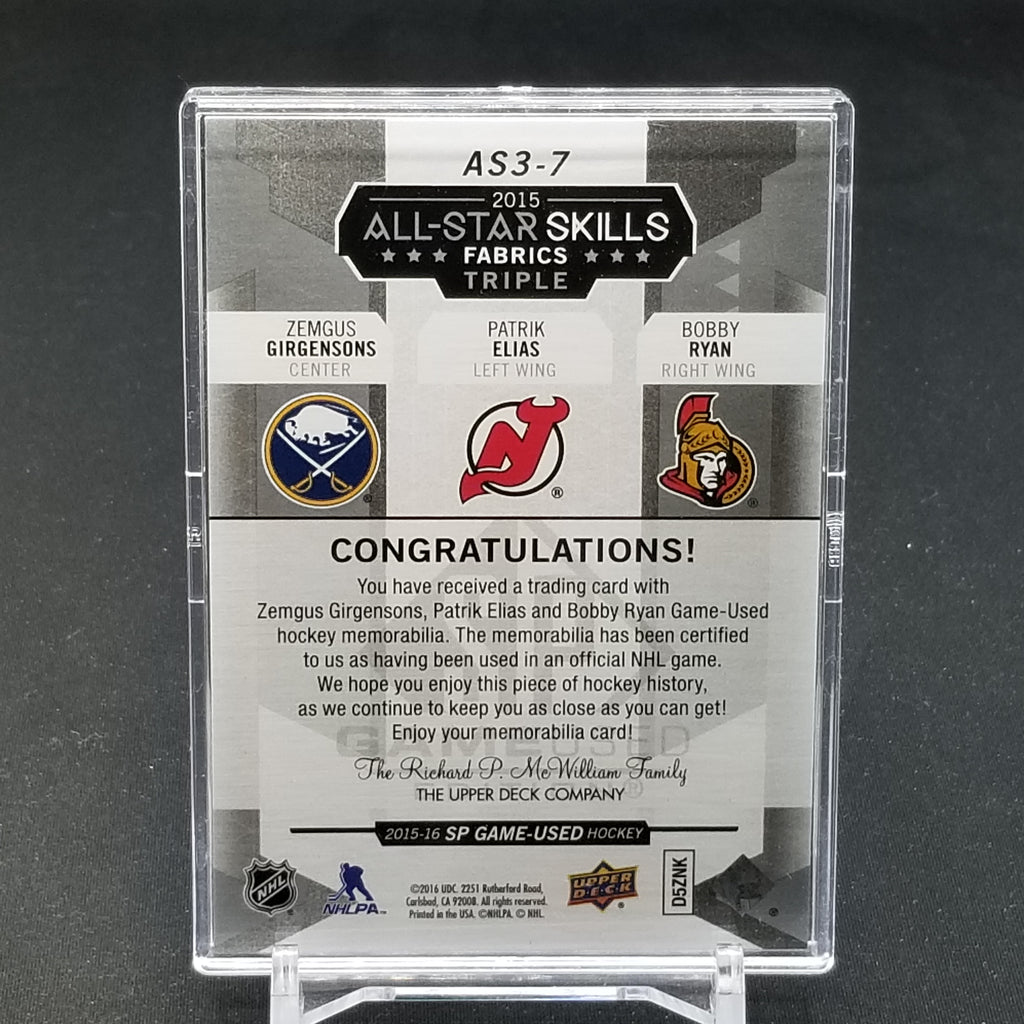 AS3-7
2015
ALL-STAR SKILLS
FABRICS
TRIPLE
ZEMGUS
GIRGENSONS
CENTER
PATRIK
ELIAS
LEFT WING
BOBBY
RYAN
RIGHT WING
CONGRATULATIONS!
You have received a trading card with
Zemgus Girgensons, Patrik Elias and Bobby Ryan Game-Used
hockey memorabilia. The memorabilia has been certified
to us as having been used in an official NHL game.
We hope you enjoy this piece of hockey history,
as we continue to keep you as close as you can get!
Enjoy your memorabilia card!
GAME USED
The Richard P. McWilliam Family
THE UPPER DECK COMPANY
2015-16 SP GAME-USED HOCKEY
NHL
NHLPA
©2016 UDC. 2251 Rutherford Road,
Carlsbad, CA 92008. All rights reserved.
Printed in the USA. ©NHLPA. © NHL.
UPPER
DECK
D5ZNK